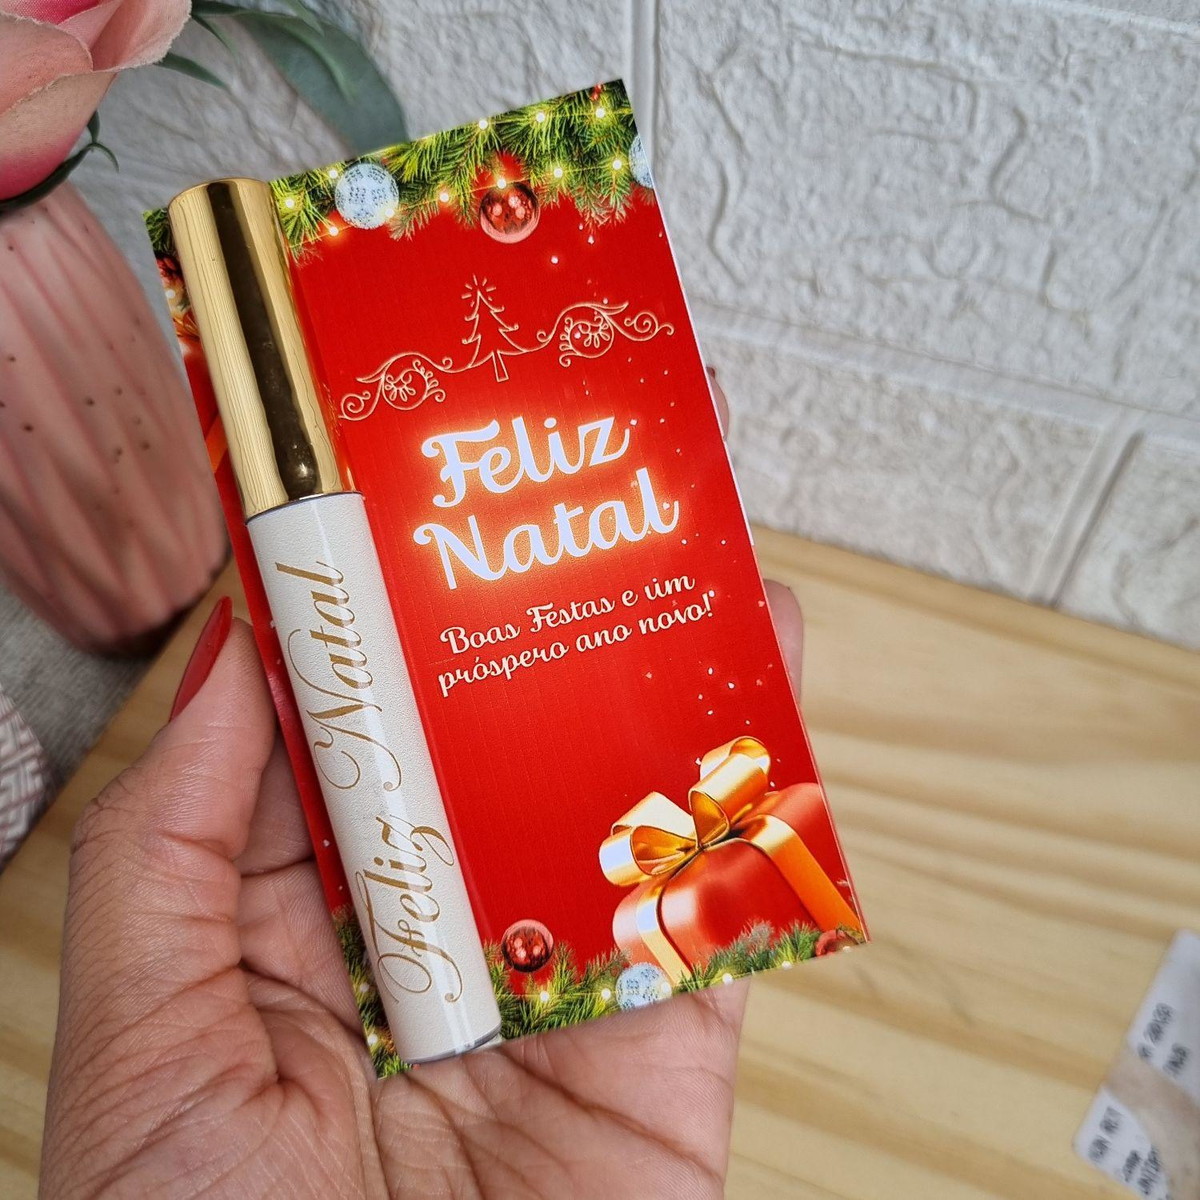 Feliz
Natal
Boas Festas e um
próspero ano novo!
Feliz Natal